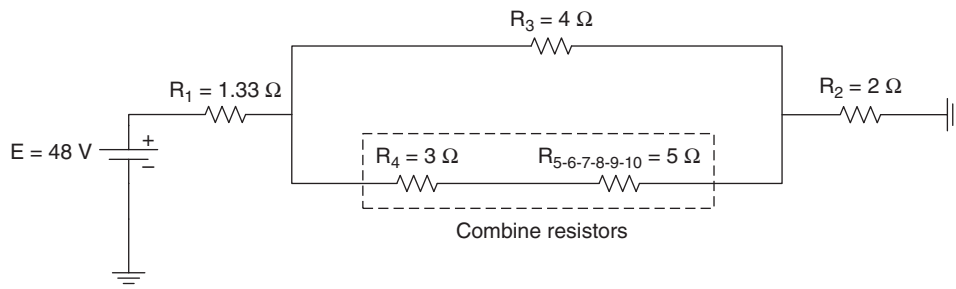 R₃ = 4 Ω
R₁ = 1.33 Ω
R₂ = 2 Ω
E = 48 V
+
−
R₄ = 3 Ω
R₅₋₆₋₇₋₈₋₉₋₁₀ = 5 Ω
Combine resistors